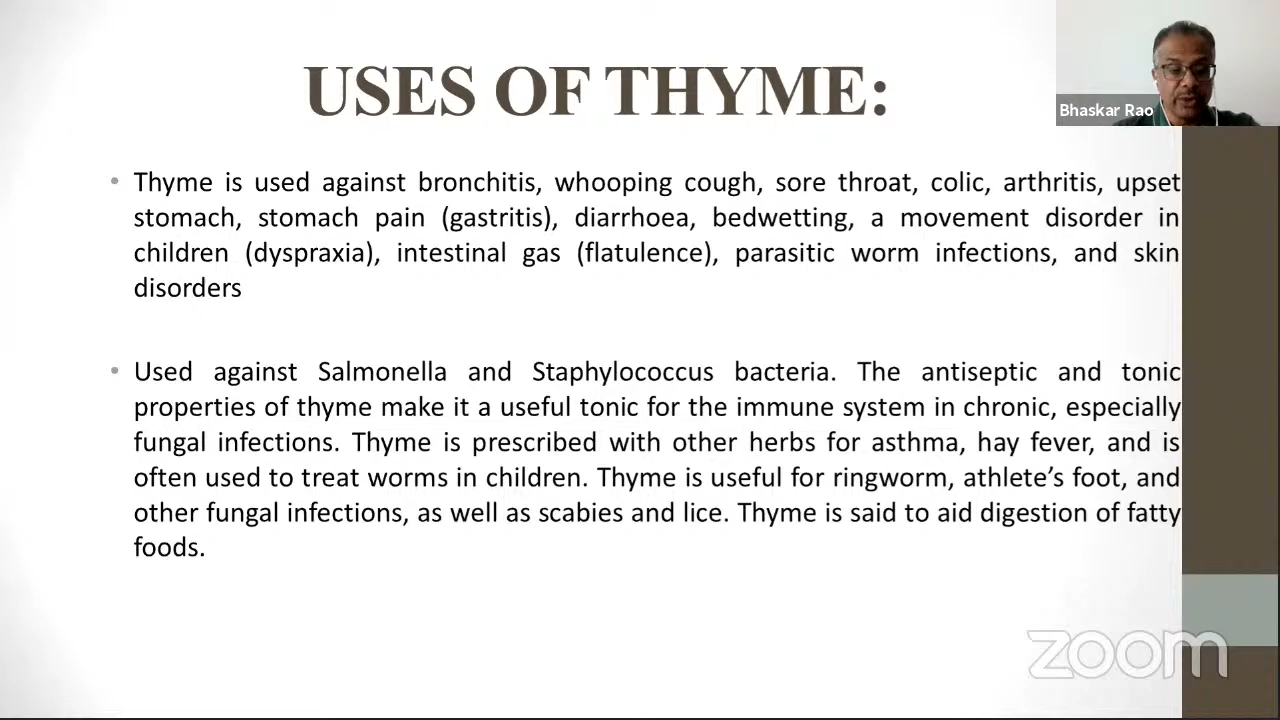 USES OF THYME:
Bhaskar Rao
• Thyme is used against bronchitis, whooping cough, sore throat, colic, arthritis, upset
stomach, stomach pain (gastritis), diarrhoea, bedwetting, a movement disorder in
children (dyspraxia), intestinal gas (flatulence), parasitic worm infections, and skin
disorders
• Used against Salmonella and Staphylococcus bacteria. The antiseptic and tonic
properties of thyme make it a useful tonic for the immune system in chronic, especially
fungal infections. Thyme is prescribed with other herbs for asthma, hay fever, and is
often used to treat worms in children. Thyme is useful for ringworm, athlete’s foot, and
other fungal infections, as well as scabies and lice. Thyme is said to aid digestion of fatty
foods.
zoom